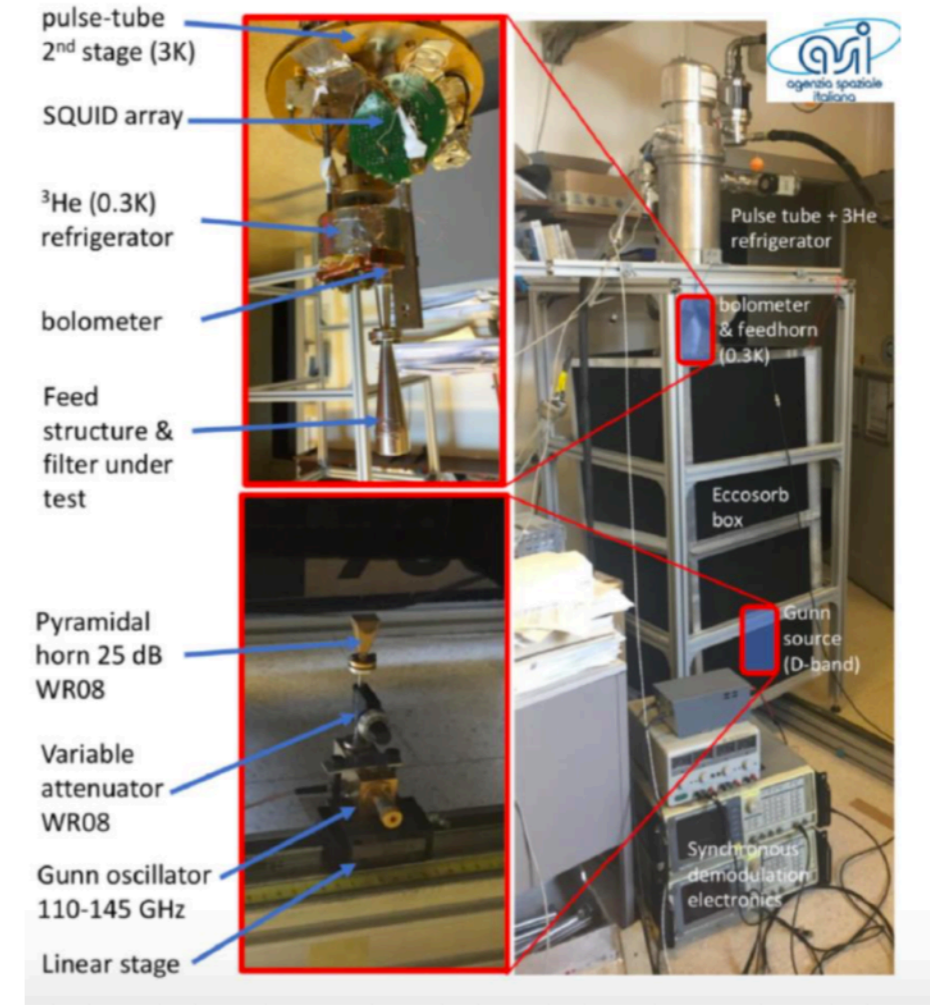 pulse-tube
2nd stage (3K)
SQUID array
³He (0.3K)
refrigerator
bolometer
Feed
structure &
filter under
test
Pyramidal
horn 25 dB
WR08
Variable
attenuator
WR08
Gunn oscillator
110-145 GHz
Linear stage
asi
agenzia spaziale
italiana
Pulse tube + 3He
refrigerator
bolometer
& feedhorn
(0.3K)
Eccosorb
box
Gunn
source
(D-band)
Synchronous
demodulation
electronics